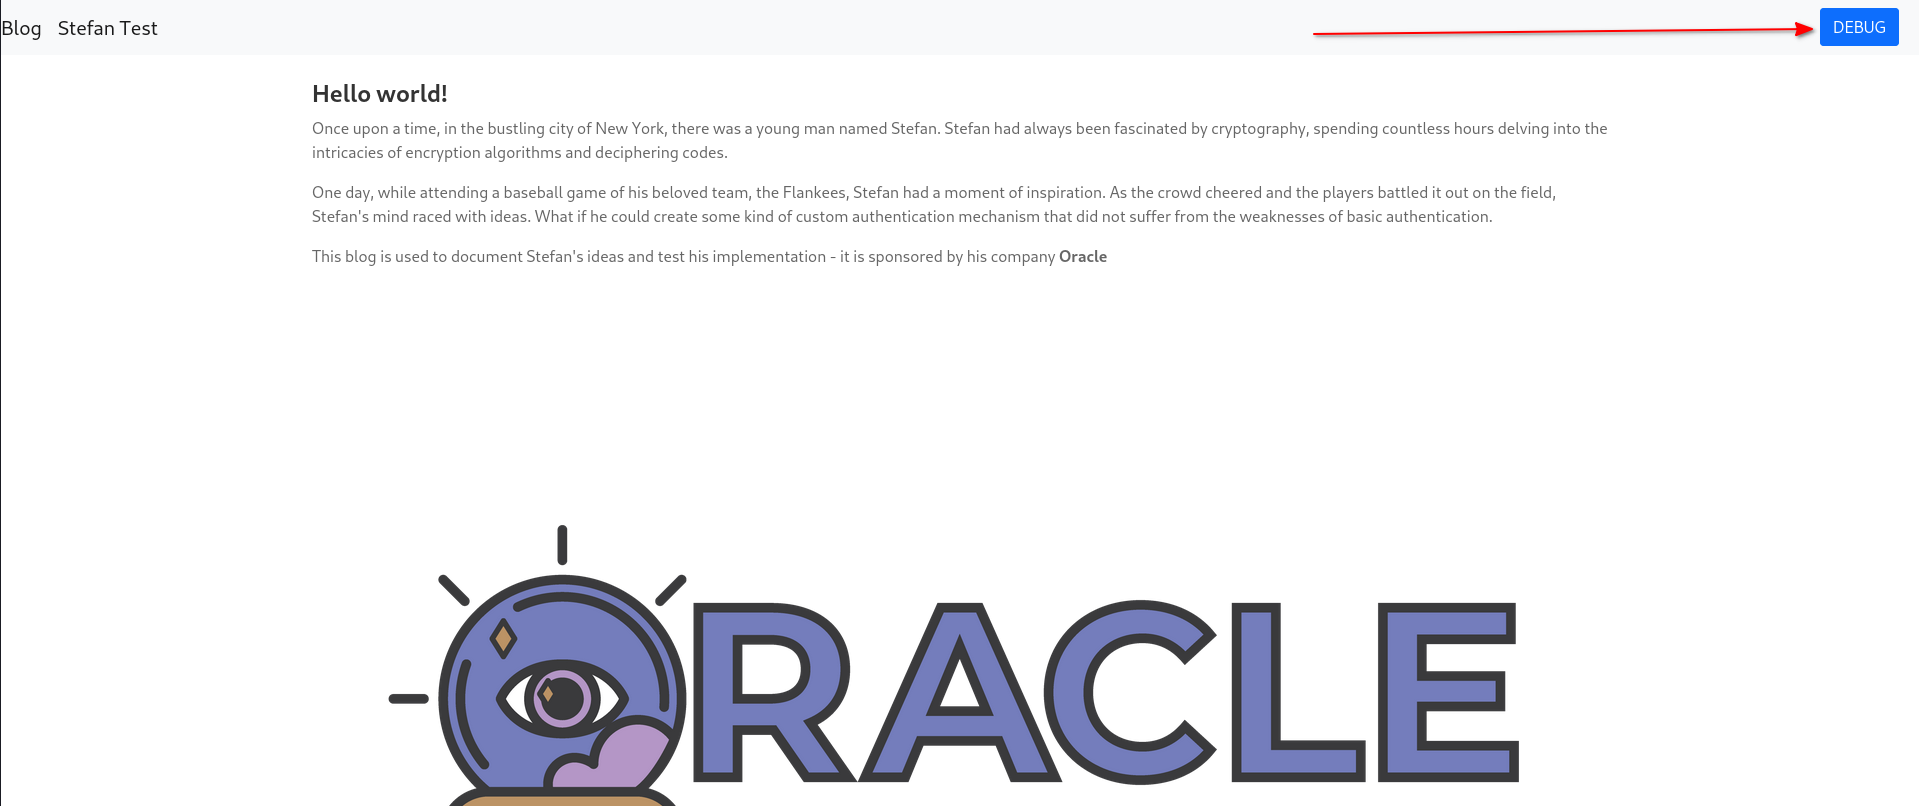 Blog Stefan Test DEBUG
Hello world!
Once upon a time, in the bustling city of New York, there was a young man named Stefan. Stefan had always been fascinated by cryptography, spending countless hours delving into the
intricacies of encryption algorithms and deciphering codes.
One day, while attending a baseball game of his beloved team, the Flankees, Stefan had a moment of inspiration. As the crowd cheered and the players battled it out on the field,
Stefan's mind raced with ideas. What if he could create some kind of custom authentication mechanism that did not suffer from the weaknesses of basic authentication.
This blog is used to document Stefan's ideas and test his implementation - it is sponsored by his company Oracle
ORACLE